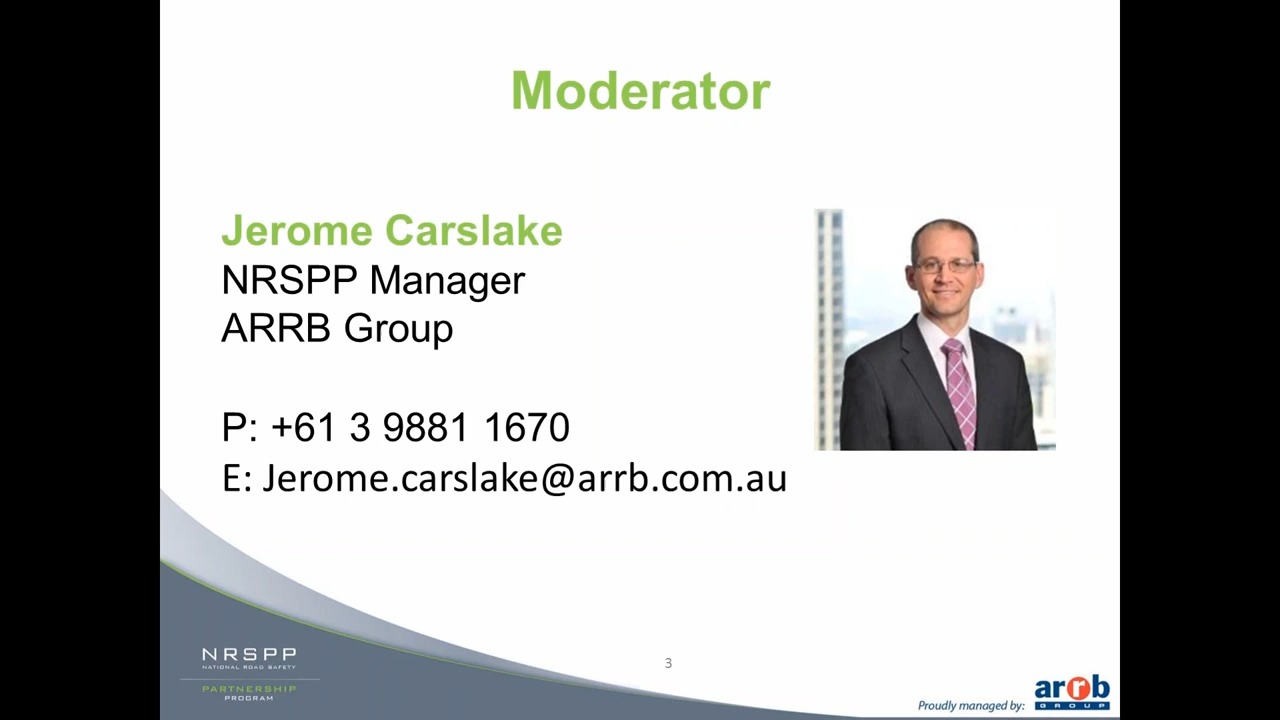 Moderator
Jerome Carslake
NRSPP Manager
ARRB Group
P: +61 3 9881 1670
E: Jerome.carslake@arrb.com.au
NRSPP
NATIONAL ROAD SAFETY
PARTNERSHIP
PROGRAM
3
Proudly managed by:
arrb
GROUP